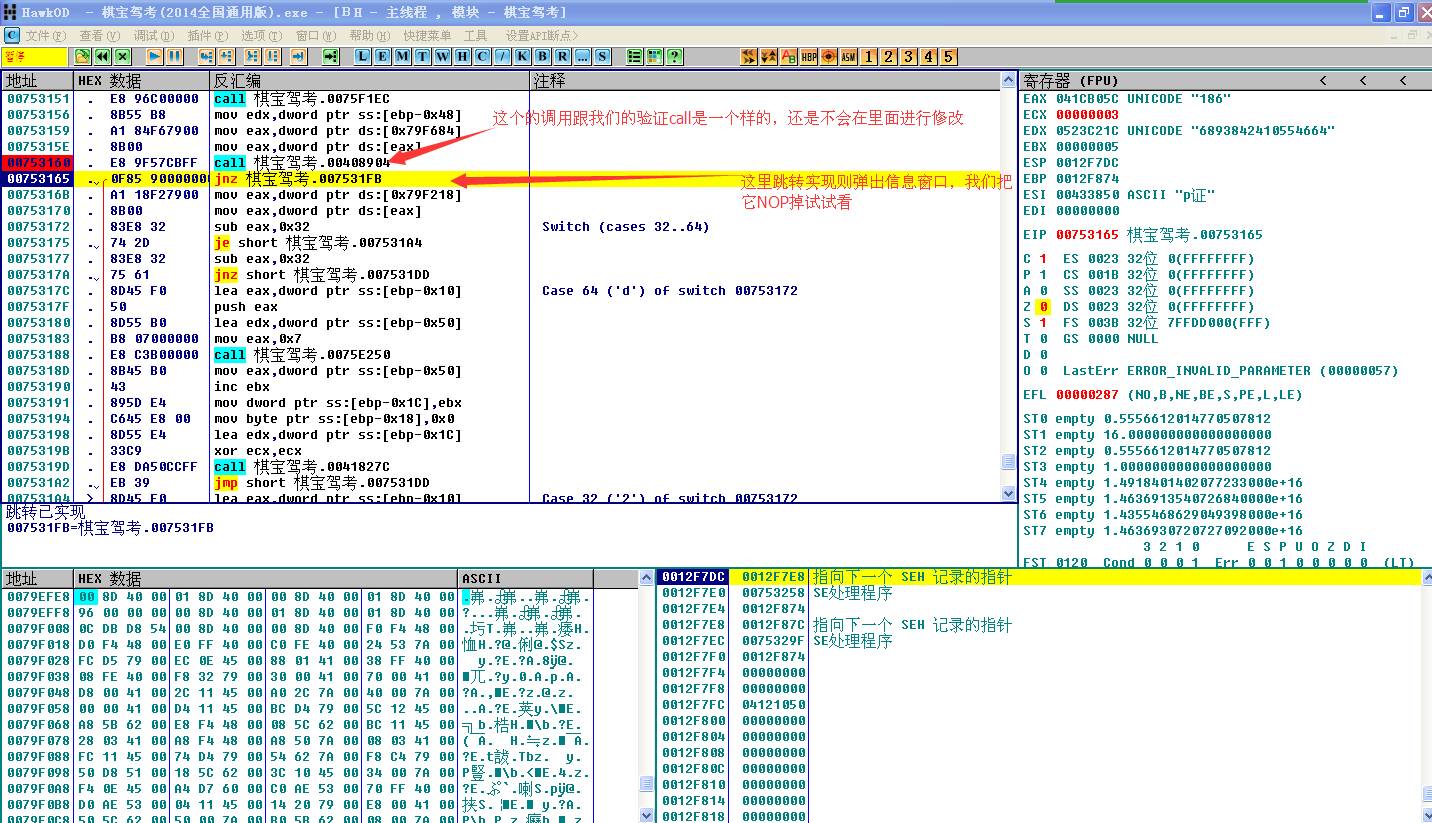 HawkOD - 棋宝驾考(2014全国通用版).exe - [BH - 主线程 , 模块 - 棋宝驾考]
C 文件(F) 查看(V) 调试(D) 插件(P) 选项(T) 窗口(W) 帮助(H) 快捷菜单 工具 设置API断点>
暂停 L E M T W H C / K B R ... S ? HBP ASM 1 2 3 4 5
地址 HEX 数据 反汇编 注释
00753151 . E8 96C00000 call 棋宝驾考.0075F1EC
00753156 . 8B55 B8 mov edx,dword ptr ss:[ebp-0x48]
00753159 . A1 84F67900 mov eax,dword ptr ds:[0x79F684]
0075315E . 8B00 mov eax,dword ptr ds:[eax]
00753160 . E8 9F57CBFF call 棋宝驾考.00408904
00753165 . 0F85 9000000 jnz 棋宝驾考.007531FB
0075316B . A1 18F27900 mov eax,dword ptr ds:[0x79F218]
00753170 . 8B00 mov eax,dword ptr ds:[eax]
00753172 . 83E8 32 sub eax,0x32 Switch (cases 32..64)
00753175 . 74 2D je short 棋宝驾考.007531A4
00753177 . 83E8 32 sub eax,0x32
0075317A . 75 61 jnz short 棋宝驾考.007531DD
0075317C . 8D45 F0 lea eax,dword ptr ss:[ebp-0x10] Case 64 ('d') of switch 00753172
0075317F . 50 push eax
00753180 . 8D55 B0 lea edx,dword ptr ss:[ebp-0x50]
00753183 . B8 07000000 mov eax,0x7
00753188 . E8 C3B00000 call 棋宝驾考.0075E250
0075318D . 8B45 B0 mov eax,dword ptr ss:[ebp-0x50]
00753190 . 43 inc ebx
00753191 . 895D E4 mov dword ptr ss:[ebp-0x1C],ebx
00753194 . C645 E8 00 mov byte ptr ss:[ebp-0x18],0x0
00753198 . 8D55 E4 lea edx,dword ptr ss:[ebp-0x1C]
0075319B . 33C9 xor ecx,ecx
0075319D . E8 DA50CCFF call 棋宝驾考.0041827C
007531A2 . EB 39 jmp short 棋宝驾考.007531DD
007531A4 > 8D45 F0 lea eax,dword ptr ss:[ebp-0x10] Case 32 ('2') of switch 00753172
这个的调用跟我们的验证call是一个样的，还是不会在里面进行修改
这里跳转实现则弹出信息窗口，我们把
它NOP掉试试看
跳转已实现
007531FB=棋宝驾考.007531FB
寄存器 (FPU) < < <
EAX 041CB05C UNICODE "186"
ECX 00000003
EDX 0523C21C UNICODE "6893842410554664"
EBX 00000005
ESP 0012F7DC
EBP 0012F874
ESI 00433850 ASCII "p证"
EDI 00000000
EIP 00753165 棋宝驾考.00753165
C 1 ES 0023 32位 0(FFFFFFFF)
P 1 CS 001B 32位 0(FFFFFFFF)
A 0 SS 0023 32位 0(FFFFFFFF)
Z 0 DS 0023 32位 0(FFFFFFFF)
S 1 FS 003B 32位 7FFDD000(FFF)
T 0 GS 0000 NULL
D 0
O 0 LastErr ERROR_INVALID_PARAMETER (00000057)
EFL 00000287 (NO,B,NE,BE,S,PE,L,LE)
ST0 empty 0.5556612014770507812
ST1 empty 16.000000000000000000
ST2 empty 0.5556612014770507812
ST3 empty 1.0000000000000000000
ST4 empty 1.4918401402077233000e+16
ST5 empty 1.4636913540726840000e+16
ST6 empty 1.4355468629049398000e+16
ST7 empty 1.4636930720727092000e+16
3 2 1 0 E S P U O Z D I
FST 0120 Cond 0 0 0 1 Err 0 0 1 0 0 0 0 0 (LT)
地址 HEX 数据 ASCII
0079EFE8 00 8D 40 00 01 8D 40 00 00 8D 40 00 01 8D 40 00
0079EFF8 96 00 00 00 00 8D 40 00 01 8D 40 00 01 8D 40 00
0079F008 0C DB D8 54 00 8D 40 00 00 8D 40 00 F0 F4 48 00
0079F018 D0 F4 48 00 E0 FF 40 00 C0 FE 40 00 24 53 7A 00
0079F028 FC D5 79 00 EC 0E 45 00 88 01 41 00 38 FF 40 00
0079F038 08 FE 40 00 F8 32 79 00 30 00 41 00 70 00 41 00
0079F048 D8 00 41 00 2C 11 45 00 A0 2C 7A 00 40 00 7A 00
0079F058 00 00 41 00 D4 11 45 00 BC D4 79 00 5C 12 45 00
0079F068 A8 5B 62 00 E8 F4 48 00 08 5C 62 00 BC 11 45 00
0079F078 28 03 41 00 A8 F4 48 00 A8 50 7A 00 08 03 41 00
0079F088 FC 11 45 00 74 D4 79 00 54 62 7A 00 F8 C4 79 00
0079F098 50 D8 51 00 18 5C 62 00 3C 10 45 00 34 00 7A 00
0079F0A8 F4 0E 45 00 A4 D7 60 00 C0 AE 53 00 70 FF 40 00
0079F0B8 D0 AE 53 00 04 11 45 00 14 20 79 00 E8 00 41 00
0079F0C8 50 5C 62 00 50 00 7A 00 B0 5B 62 00 08 00 7A 00
0012F7DC 0012F7E8 指向下一个 SEH 记录的指针
0012F7E0 00753258 SE处理程序
0012F7E4 0012F874
0012F7E8 0012F87C 指向下一个 SEH 记录的指针
0012F7EC 0075329F SE处理程序
0012F7F0 0012F874
0012F7F4 00000000
0012F7F8 00000000
0012F7FC 04121050
0012F800 00000000
0012F804 00000000
0012F808 00000000
0012F80C 00000000
0012F810 00000000
0012F814 00000000
0012F818 00000000